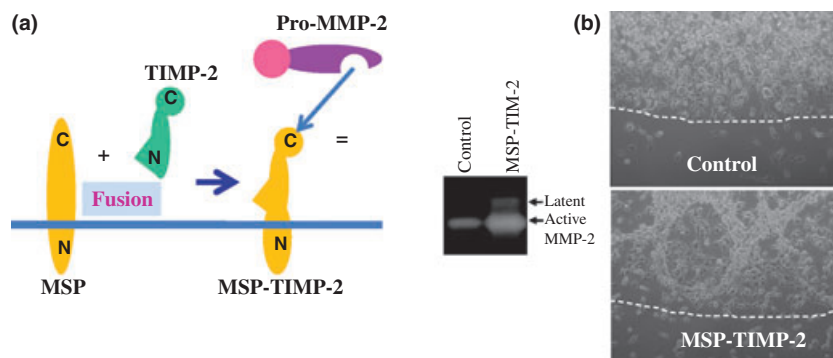 (a)
Pro-MMP-2
TIMP-2
C
C
N
+
Fusion
C
=
N
N
MSP
MSP-TIMP-2
Control
MSP-TIM-2
Latent
Active
MMP-2
(b)
Control
MSP-TIMP-2